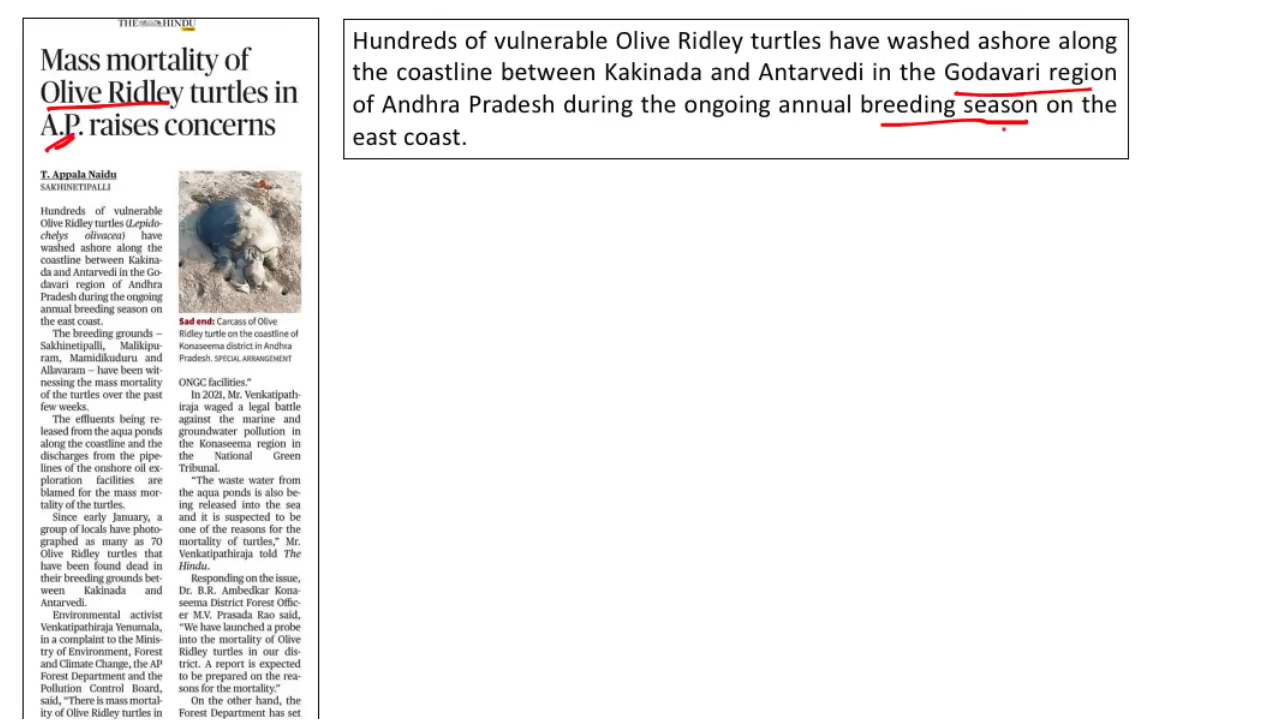 THE HINDU
Mass mortality of
Olive Ridley turtles in
A.P. raises concerns
T. Appala Naidu
SAKHINETIPALLI
Hundreds of vulnerable
Olive Ridley turtles (Lepido-
chelys olivacea) have
washed ashore along the
coastline between Kakina-
da and Antarvedi in the Go-
davari region of Andhra
Pradesh during the ongoing
annual breeding season on
the east coast.
The breeding grounds —
Sakhinetipalli, Malikipu-
ram, Mamidikuduru and
Allavaram — have been wit-
nessing the mass mortality
of the turtles over the past
few weeks.
The effluents being re-
leased from the aqua ponds
along the coastline and the
discharges from the pipe-
lines of the onshore oil ex-
ploration facilities are
blamed for the mass mor-
tality of the turtles.
Since early January, a
group of locals have photo-
graphed as many as 70
Olive Ridley turtles that
have been found dead in
their breeding grounds bet-
ween Kakinada and
Antarvedi.
Environmental activist
Venkatipathiraja Yenumala,
in a complaint to the Minis-
try of Environment, Forest
and Climate Change, the AP
Forest Department and the
Pollution Control Board,
said, “There is mass mortal-
ity of Olive Ridley turtles in
Sad end: Carcass of Olive
Ridley turtle on the coastline of
Konaseema district in Andhra
Pradesh. SPECIAL ARRANGEMENT
ONGC facilities.”
In 2021, Mr. Venkatipath-
iraja waged a legal battle
against the marine and
groundwater pollution in
the Konaseema region in
the National Green
Tribunal.
“The waste water from
the aqua ponds is also be-
ing released into the sea
and it is suspected to be
one of the reasons for the
mortality of turtles,” Mr.
Venkatipathiraja told The
Hindu.
Responding on the issue,
Dr. B.R. Ambedkar Kona-
seema District Forest Offic-
er M.V. Prasada Rao said,
“We have launched a probe
into the mortality of Olive
Ridley turtles in our dis-
trict. A report is expected
to be prepared on the rea-
sons for the mortality.”
On the other hand, the
Forest Department has set
Hundreds of vulnerable Olive Ridley turtles have washed ashore along
the coastline between Kakinada and Antarvedi in the Godavari region
of Andhra Pradesh during the ongoing annual breeding season on the
east coast.